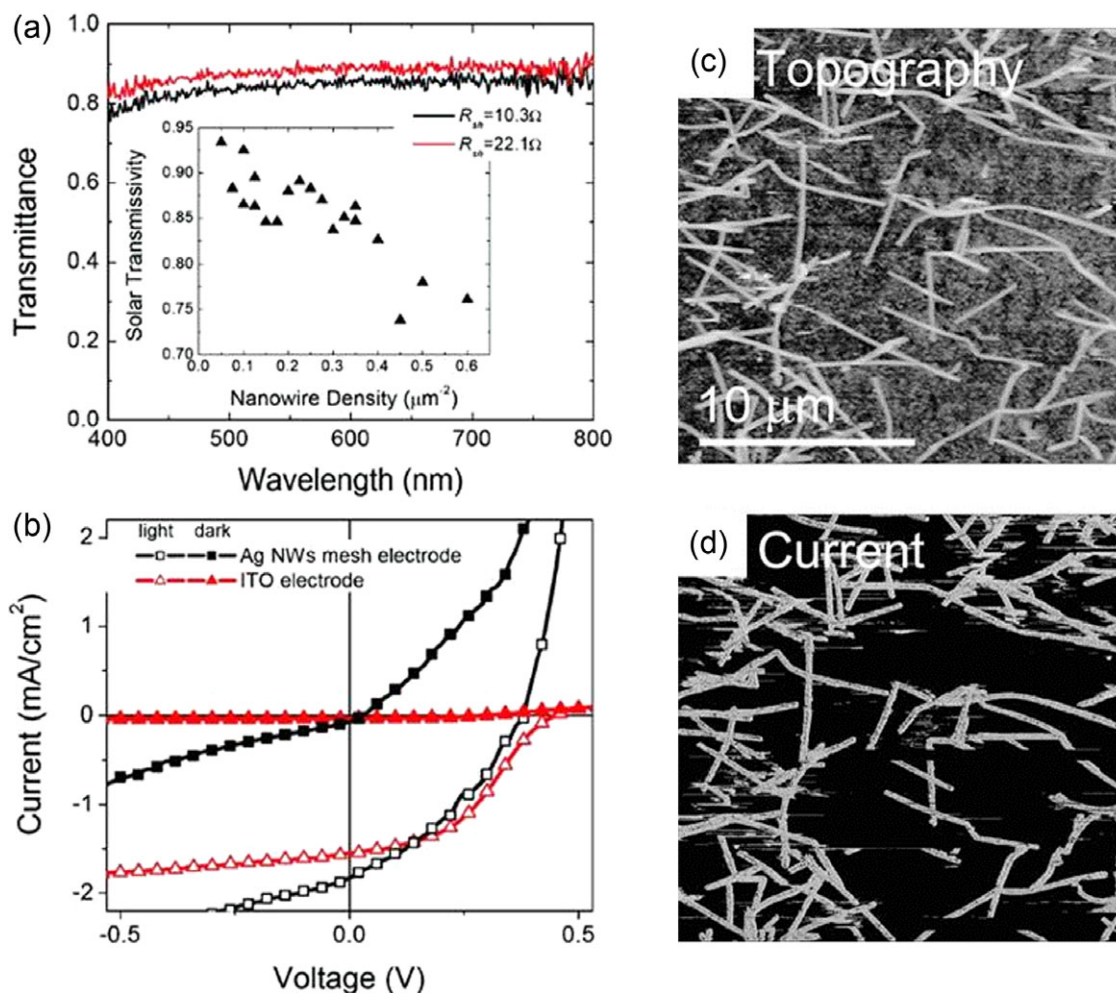 (a)
1.0
0.8
0.6
0.4
0.2
0.0
Transmittance
400 500 600 700 800
Wavelength (nm)
Rsh=10.3Ω
Rsh=22.1Ω
0.95
0.90
0.85
0.80
0.75
0.70
Solar Transmissivity
0.0 0.1 0.2 0.3 0.4 0.5 0.6
Nanowire Density (μm⁻²)
(b)
light dark
Ag NWs mesh electrode
ITO electrode
2
1
0
-1
-2
Current (mA/cm²)
-0.5 0.0 0.5
Voltage (V)
(c)
Topography
10 μm
(d)
Current